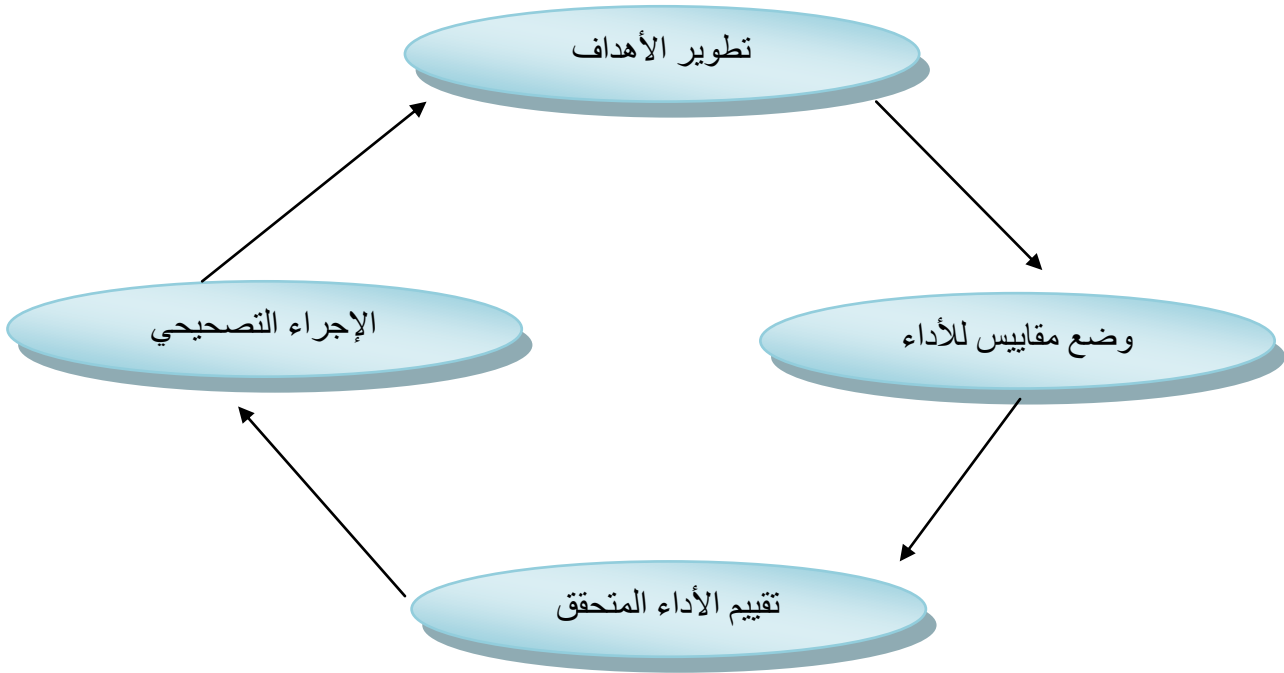 تطوير الأهداف
وضع مقاييس للأداء
تقييم الأداء المتحقق
الإجراء التصحيحي